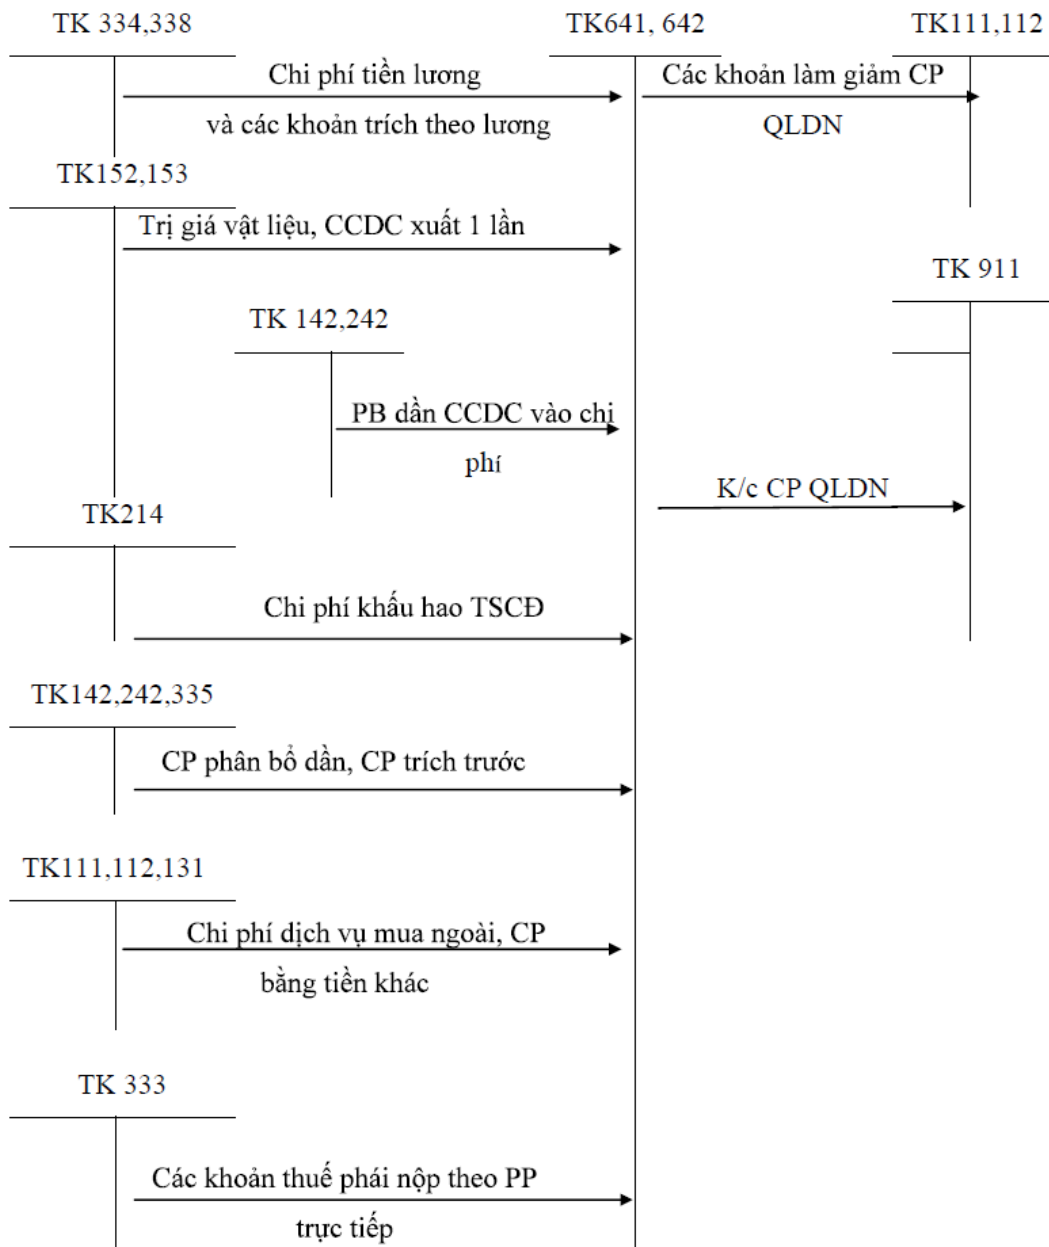 TK 334,338
TK641, 642
TK111,112
Chi phí tiền lương
Các khoản làm giảm CP
và các khoản trích theo lương
QLDN
TK152,153
Trị giá vật liệu, CCDC xuất 1 lần
TK 911
TK 142,242
PB dần CCDC vào chi
phí
K/c CP QLDN
TK214
Chi phí khấu hao TSCĐ
TK142,242,335
CP phân bổ dần, CP trích trước
TK111,112,131
Chi phí dịch vụ mua ngoài, CP
bằng tiền khác
TK 333
Các khoản thuế phái nộp theo PP
trực tiếp